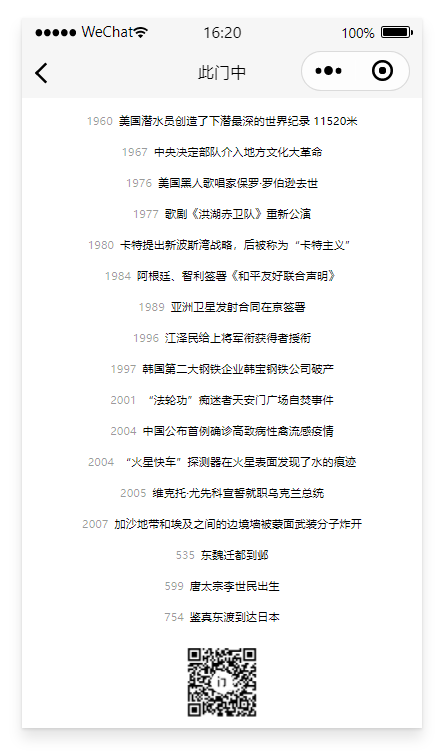 WeChat 16:20 100%
此门中
1960 美国潜水员创造了下潜最深的世界纪录 11520米
1967 中央决定部队介入地方文化大革命
1976 美国黑人歌唱家保罗·罗伯逊去世
1977 歌剧《洪湖赤卫队》重新公演
1980 卡特提出新波斯湾战略，后被称为“卡特主义”
1984 阿根廷、智利签署《和平友好联合声明》
1989 亚洲卫星发射合同在京签署
1996 江泽民给上将军衔获得者授衔
1997 韩国第二大钢铁企业韩宝钢铁公司破产
2001 “法轮功”痴迷者天安门广场自焚事件
2004 中国公布首例确诊高致病性禽流感疫情
2004 “火星快车”探测器在火星表面发现了水的痕迹
2005 维克托·尤先科宣誓就职乌克兰总统
2007 加沙地带和埃及之间的边境墙被蒙面武装分子炸开
535 东魏迁都到邺
599 唐太宗李世民出生
754 鉴真东渡到达日本